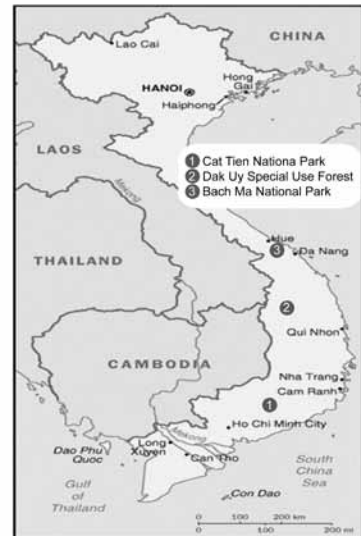 Lao Cai
CHINA
HANOI
Hong
Gai
Haiphong
LAOS
1 Cat Tien Nationa Park
2 Dak Uy Special Use Forest
3 Bach Ma National Park
Mekong
Hue
3
Da Nang
THAILAND
2
Qui Nhon
CAMBODIA
Nha Trang
Cam Ranh
1
Mekong
Ho Chi Minh City
Dao Phu
Quoc
Long
Xuyen
Can Tho
South
China
Sea
Gulf
of
Thailand
Con Dao
0 100 200 km
0 100 200 mi